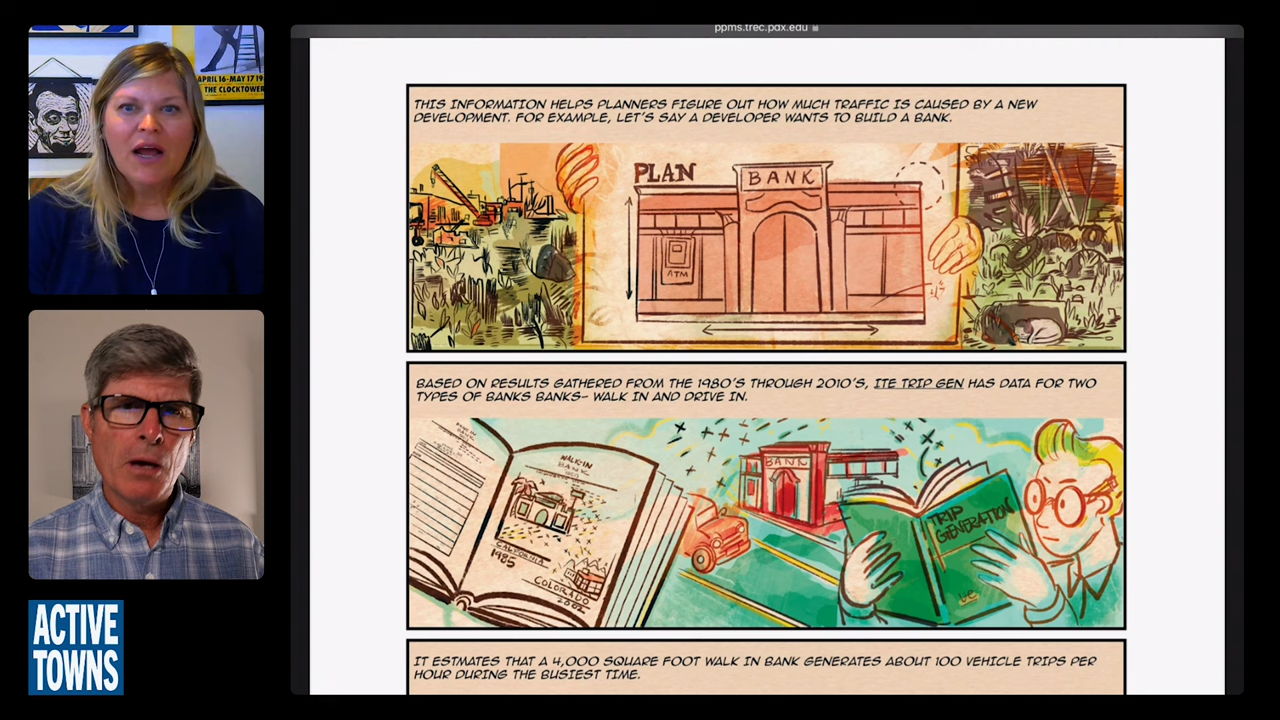 ppms.trec.pdx.edu
APRIL 16-MAY 17 19
THE CLOCKTOWER
THIS INFORMATION HELPS PLANNERS FIGURE OUT HOW MUCH TRAFFIC IS CAUSED BY A NEW
DEVELOPMENT. FOR EXAMPLE, LET'S SAY A DEVELOPER WANTS TO BUILD A BANK.
PLAN
BANK
ATM
BASED ON RESULTS GATHERED FROM THE 1980'S THROUGH 2010'S, ITE TRIP GEN HAS DATA FOR TWO
TYPES OF BANKS BANKS- WALK IN AND DRIVE IN.
WALK-IN
BANK
CALIFORNIA
1985
COLORADO
2002
BANK
TRIP
GENERATION
ite
IT ESTMATES THAT A 4,000 SQUARE FOOT WALK IN BANK GENERATES ABOUT 100 VEHICLE TRIPS PER
HOUR DURING THE BUSIEST TIME.
ACTIVE
TOWNS